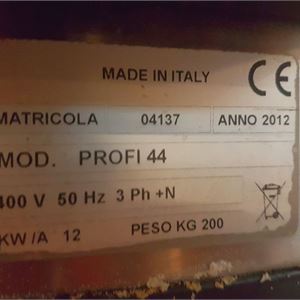 MADE IN ITALY CE
MATRICOLA 04137 ANNO 2012
MOD. PROFI 44
400 V 50 Hz 3 Ph +N
KW /A 12 PESO KG 200